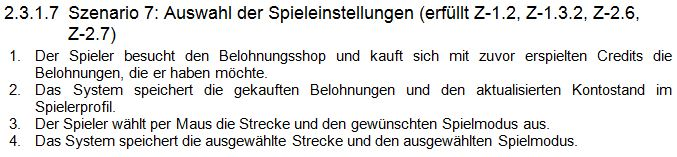 2.3.1.7 Szenario 7: Auswahl der Spieleinstellungen (erfüllt Z-1.2, Z-1.3.2, Z-2.6,
Z-2.7)
1. Der Spieler besucht den Belohnungsshop und kauft sich mit zuvor erspielten Credits die
Belohnungen, die er haben möchte.
2. Das System speichert die gekauften Belohnungen und den aktualisierten Kontostand im
Spielerprofil.
3. Der Spieler wählt per Maus die Strecke und den gewünschten Spielmodus aus.
4. Das System speichert die ausgewählte Strecke und den ausgewählten Spielmodus.